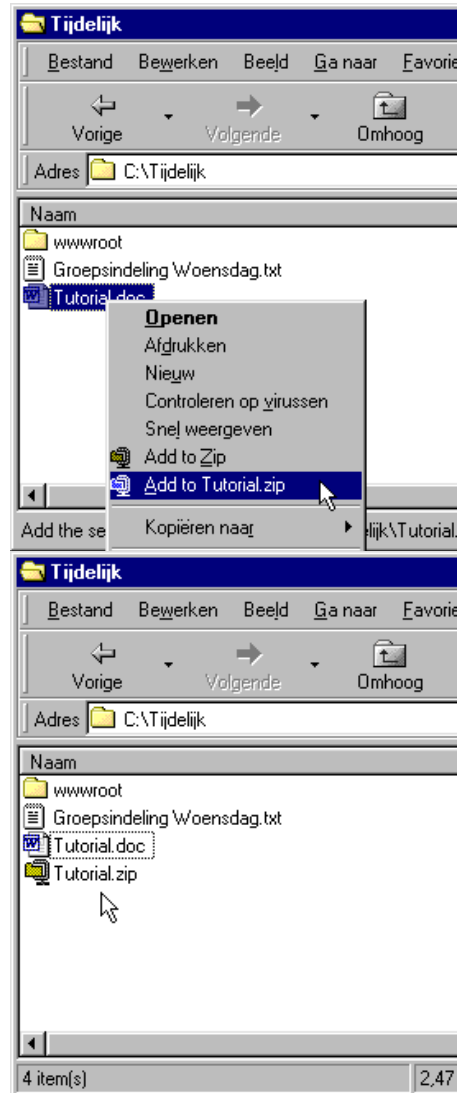 Tijdelijk
Bestand Bewerken Beeld Ga naar Favorie
Vorige Volgende Omhoog
Adres C:\Tijdelijk
Naam
wwwroot
Groepsindeling Woensdag.txt
Tutorial.doc
Openen
Afdrukken
Nieuw
Controleren op virussen
Snel weergeven
Add to Zip
Add to Tutorial.zip
Kopiëren naar
Add the se elijk\Tutorial.
Tijdelijk
Bestand Bewerken Beeld Ga naar Favorie
Vorige Volgende Omhoog
Adres C:\Tijdelijk
Naam
wwwroot
Groepsindeling Woensdag.txt
Tutorial.doc
Tutorial.zip
4 item(s) 2,47